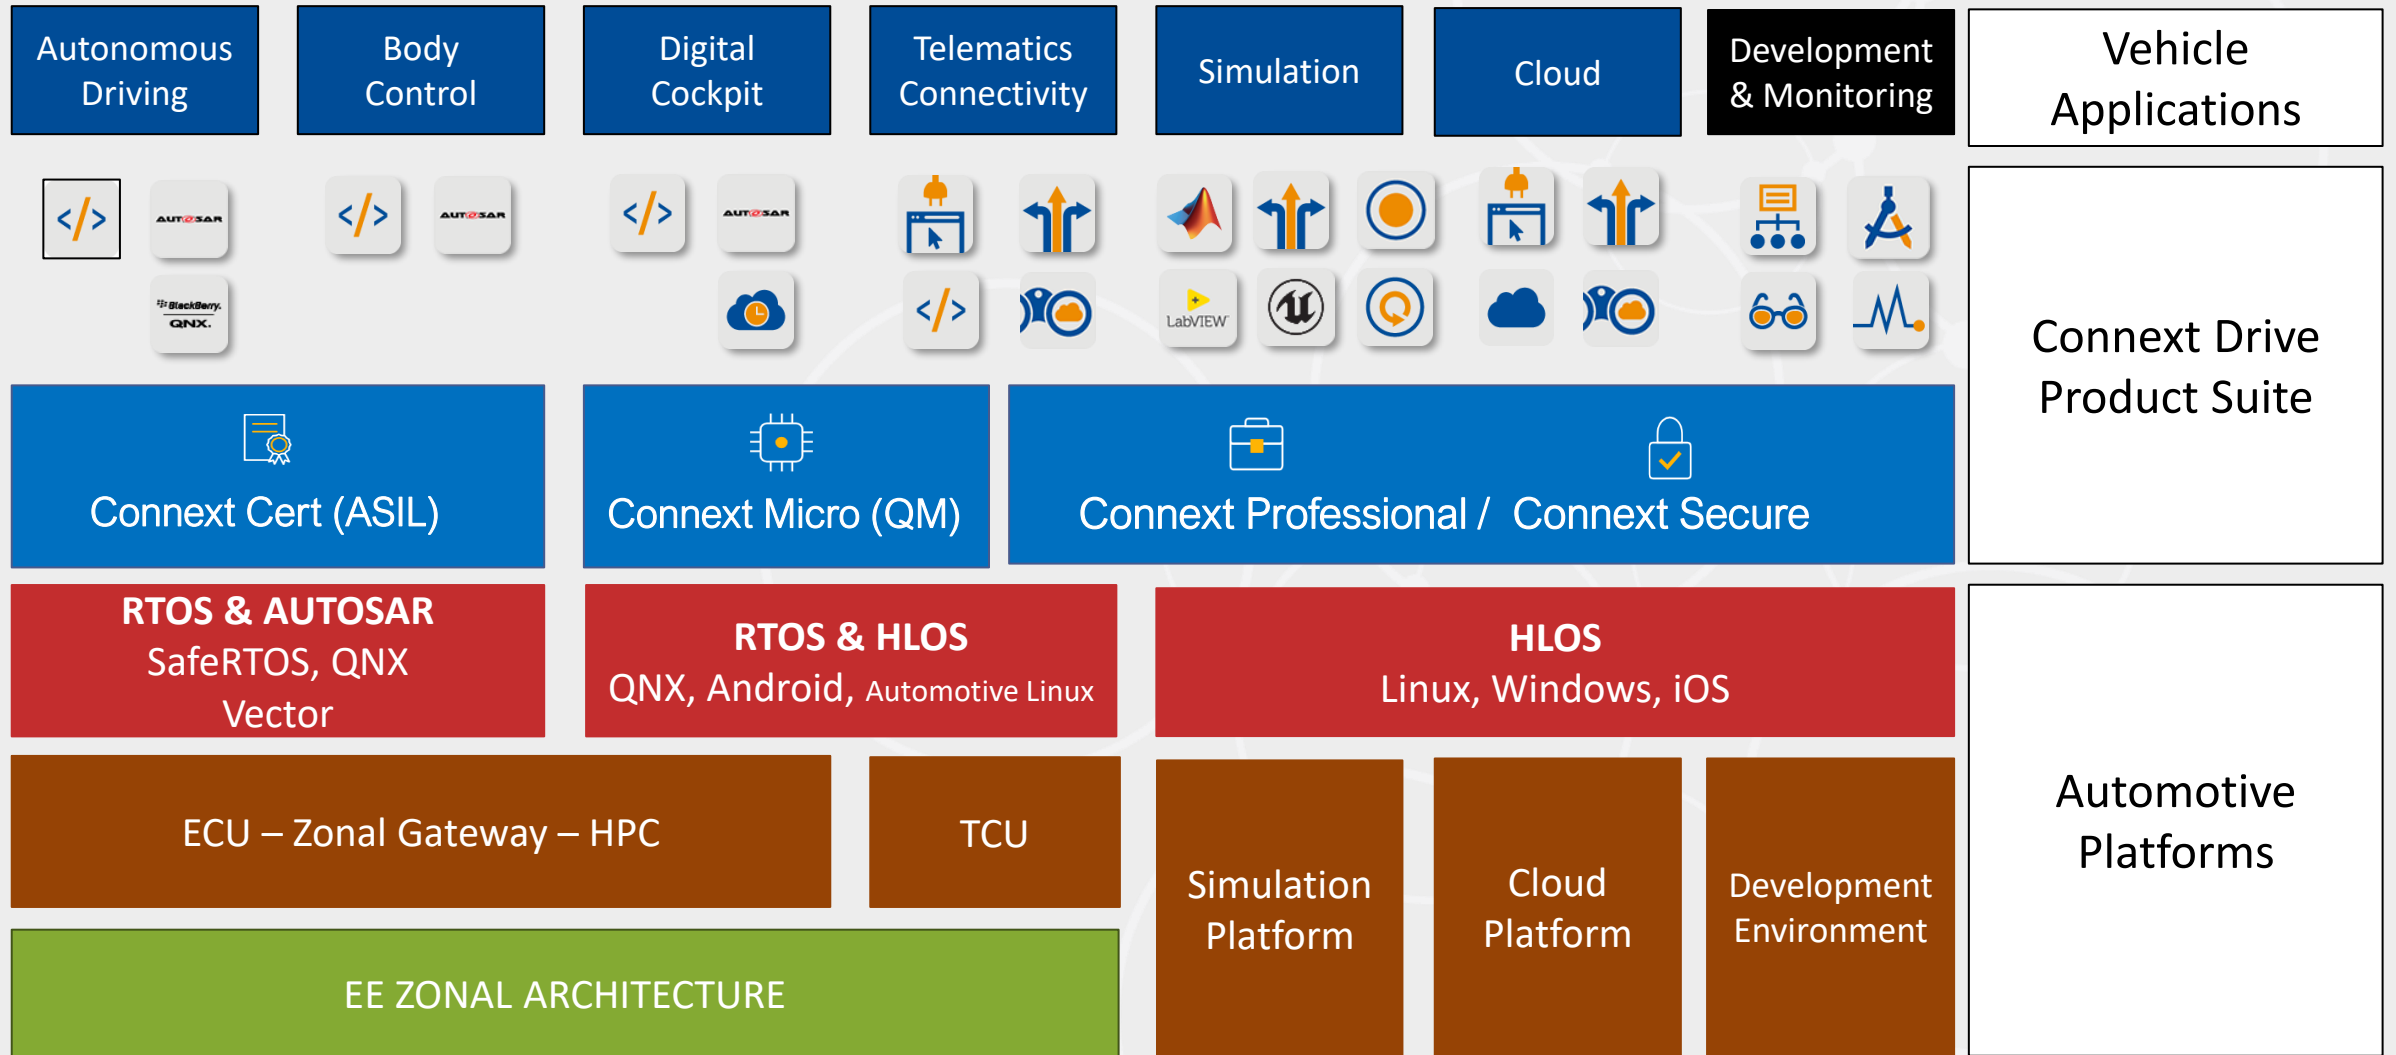 Autonomous
Driving
Body
Control
Digital
Cockpit
Telematics
Connectivity
Simulation
Cloud
Development
& Monitoring
Vehicle
Applications
</>
AUTOSAR
</>
AUTOSAR
</>
AUTOSAR
BlackBerry.
QNX.
</>
LabVIEW
Connext Drive
Product Suite
Connext Cert (ASIL)
Connext Micro (QM)
Connext Professional / Connext Secure
RTOS & AUTOSAR
SafeRTOS, QNX
Vector
RTOS & HLOS
QNX, Android, Automotive Linux
HLOS
Linux, Windows, iOS
Automotive
Platforms
ECU – Zonal Gateway – HPC
TCU
Simulation
Platform
Cloud
Platform
Development
Environment
EE ZONAL ARCHITECTURE